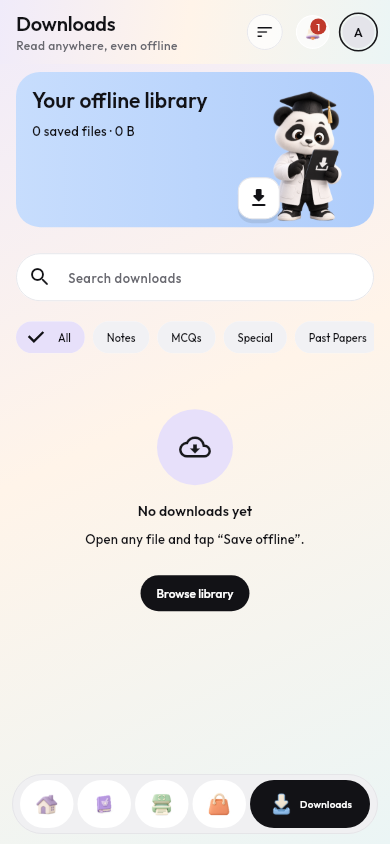 Downloads
Read anywhere, even offline
1
A
Your offline library
0 saved files · 0 B
Search downloads
All
Notes
MCQs
Special
Past Papers
No downloads yet
Open any file and tap “Save offline”.
Browse library
Downloads